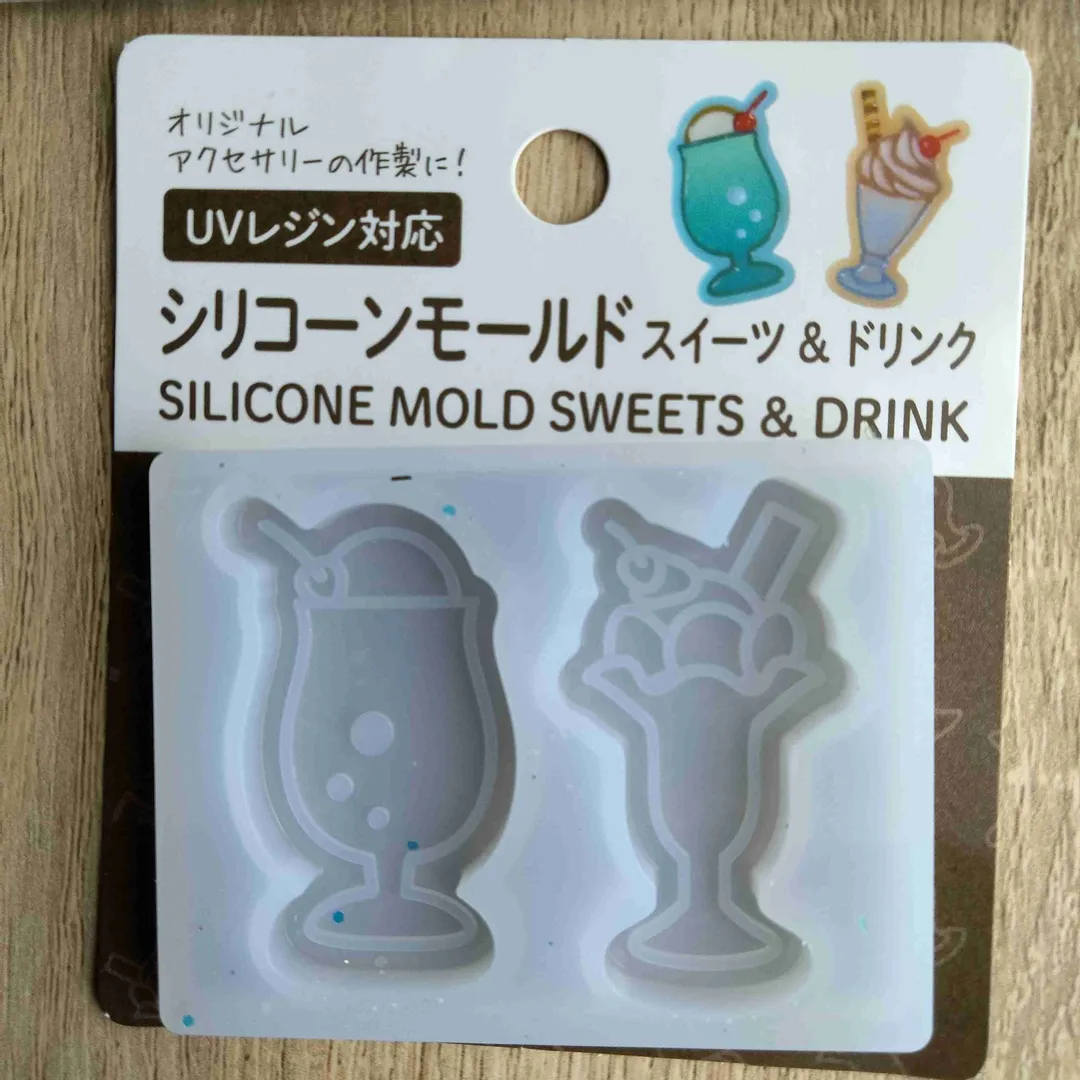 オリジナル
アクセサリーの作製に!
UVレジン対応
シリコーンモールド スイーツ & ドリンク
SILICONE MOLD SWEETS & DRINK